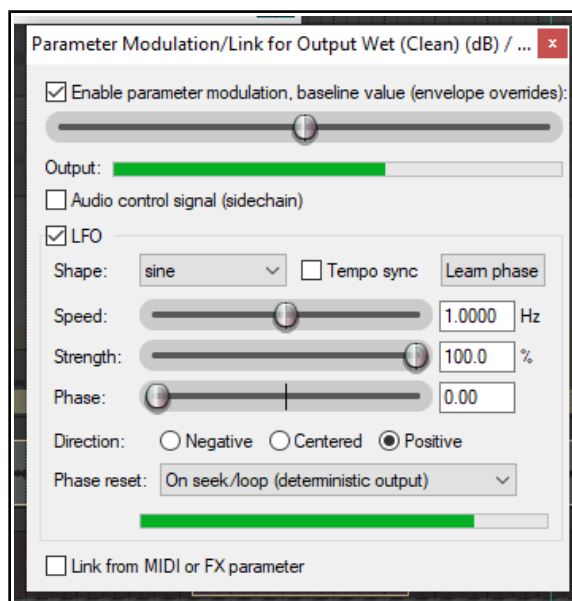 Parameter Modulation/Link for Output Wet (Clean) (dB) / ... x
Enable parameter modulation, baseline value (envelope overrides):
Output:
Audio control signal (sidechain)
LFO
Shape: sine Tempo sync Learn phase
Speed: 1.0000 Hz
Strength: 100.0 %
Phase: 0.00
Direction: Negative Centered Positive
Phase reset: On seek/loop (deterministic output)
Link from MIDI or FX parameter